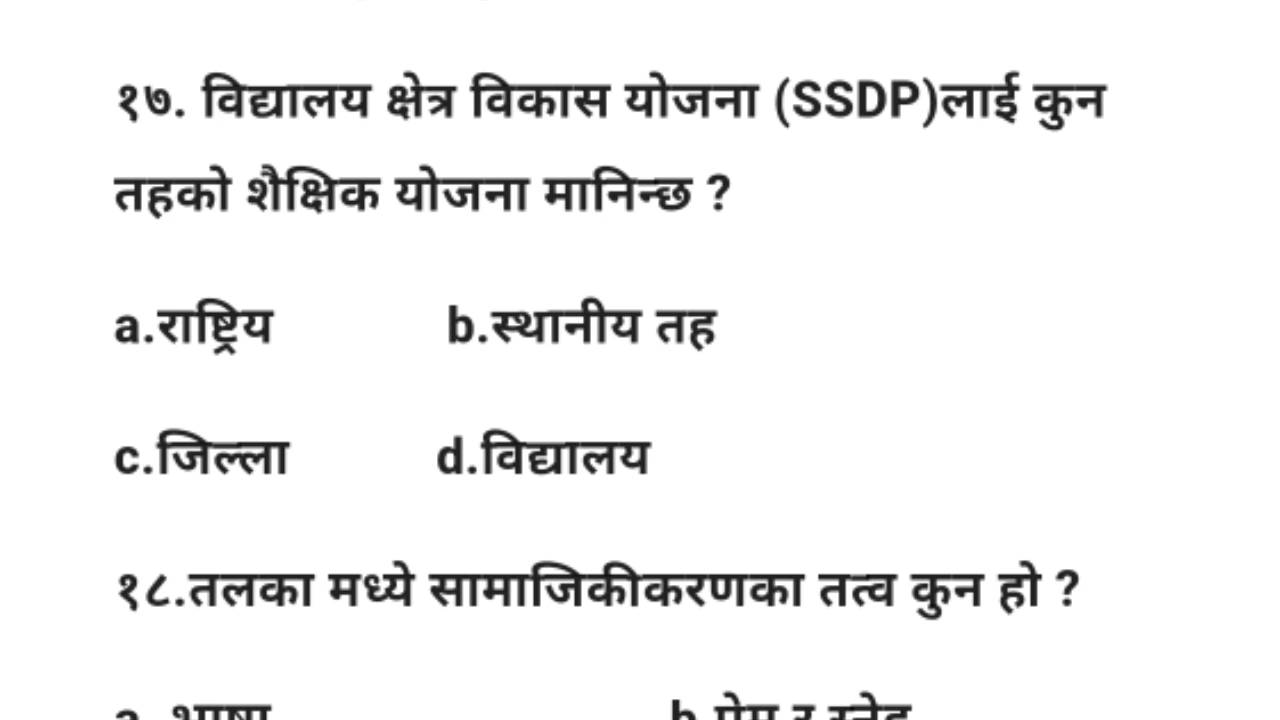 १७. विद्यालय क्षेत्र विकास योजना (SSDP)लाई कुन
तहको शैक्षिक योजना मानिन्छ ?
a.राष्ट्रिय b.स्थानीय तह
c.जिल्ला d.विद्यालय
१८.तलका मध्ये सामाजिकीकरणका तत्व कुन हो ?
a. भाषा b.प्रेम र स्नेह